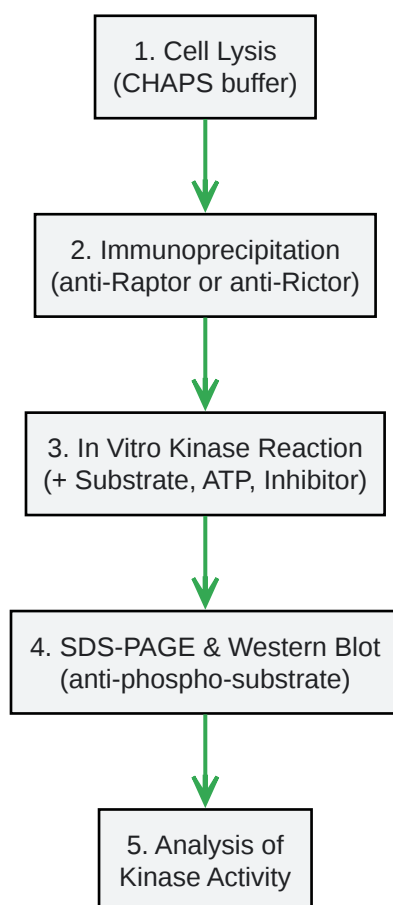 1. Cell Lysis
(CHAPS buffer)
2. Immunoprecipitation
(anti-Raptor or anti-Rictor)
3. In Vitro Kinase Reaction
(+ Substrate, ATP, Inhibitor)
4. SDS-PAGE & Western Blot
(anti-phospho-substrate)
5. Analysis of
Kinase Activity